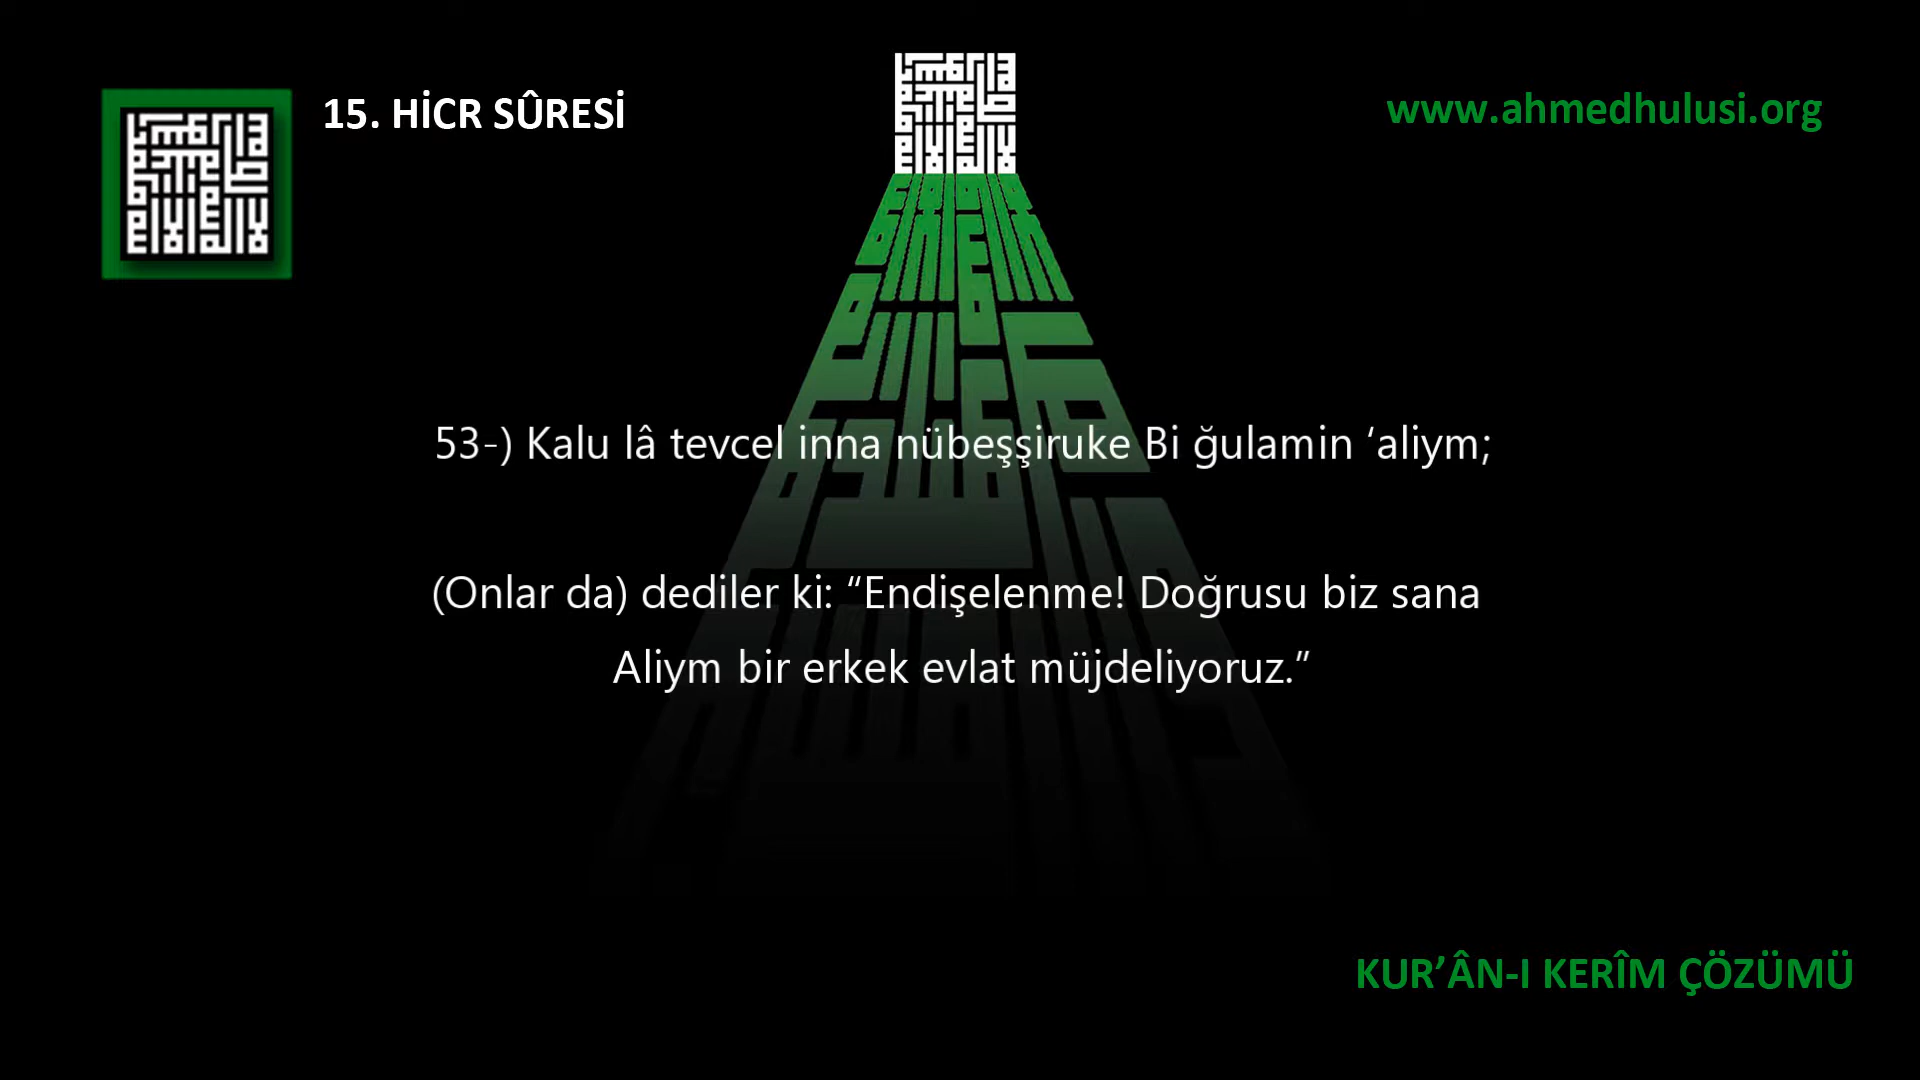 15. HİCR SÛRESİ
www.ahmedhulusi.org
53-) Kalu lâ tevcel inna nübeşşiruke Bi ğulamin ‘aliym;
(Onlar da) dediler ki: “Endişelenme! Doğrusu biz sana
Aliym bir erkek evlat müjdeliyoruz.”
KUR’ÂN-I KERÎM ÇÖZÜMÜ